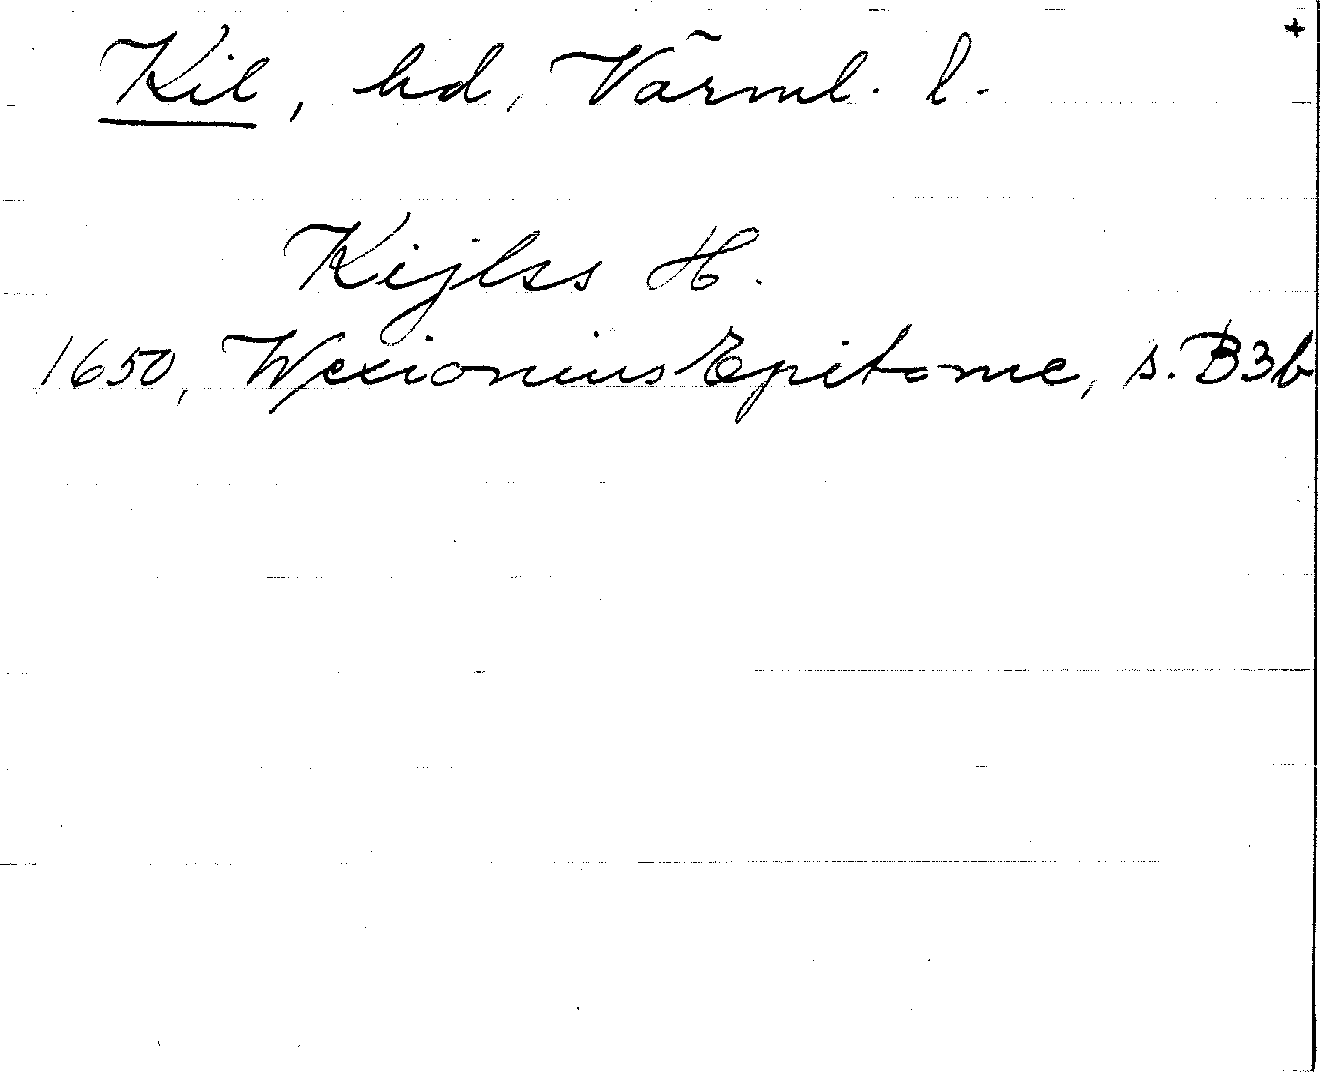 Kil, hd, Värml. l.
Kijlss H.
1650, Wexionius Epitome, s. B3b